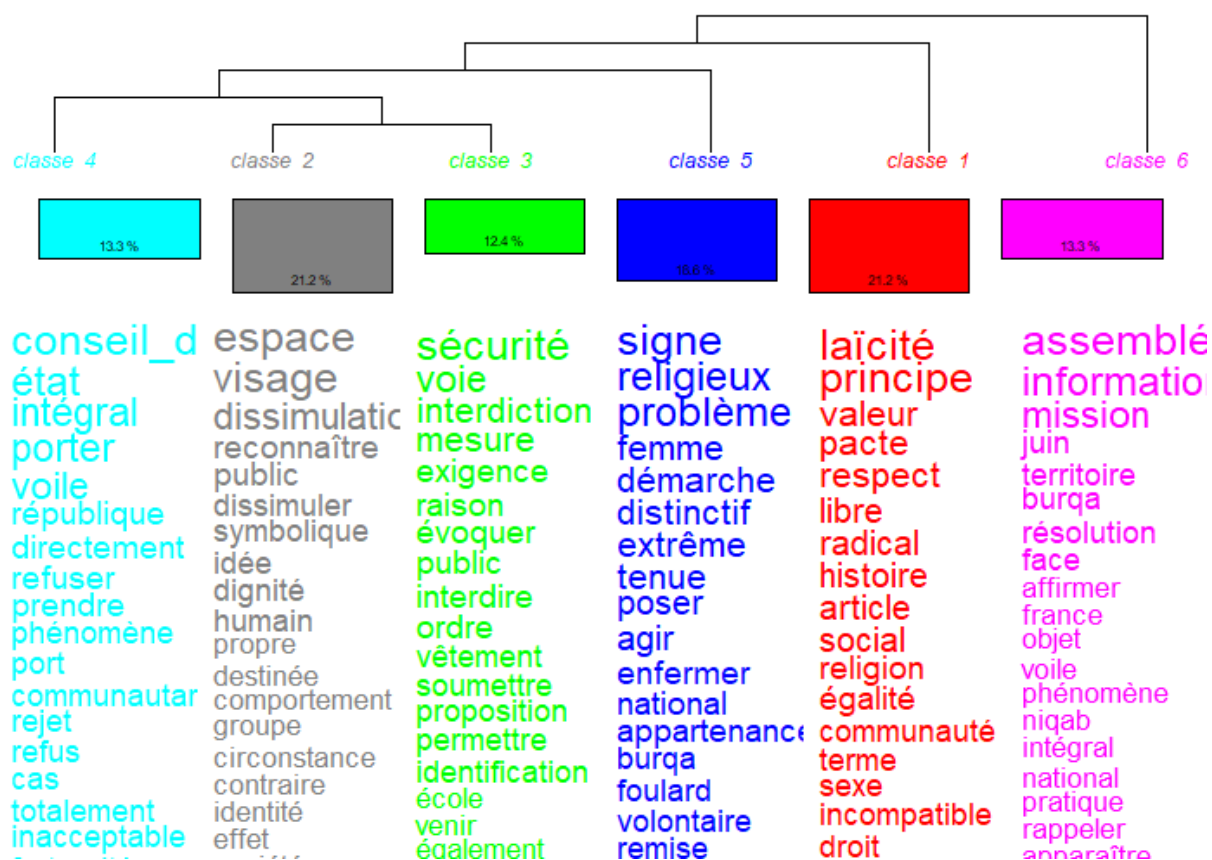 classe 4
classe 2
classe 3
classe 5
classe 1
classe 6
13.3 %
21.2 %
12.4 %
18.6 %
21.2 %
13.3 %
conseil_d
état
intégral
porter
voile
république
directement
refuser
prendre
phénomène
port
communautar
rejet
refus
cas
totalement
inacceptable
espace
visage
dissimulatio
reconnaître
public
dissimuler
symbolique
idée
dignité
humain
propre
destinée
comportement
groupe
circonstance
contraire
identité
effet
sécurité
voie
interdiction
mesure
exigence
raison
évoquer
public
interdire
ordre
vêtement
soumettre
proposition
permettre
identification
école
venir
également
signe
religieux
problème
femme
démarche
distinctif
extrême
tenue
poser
agir
enfermer
national
appartenance
burqa
foulard
volontaire
remise
laïcité
principe
valeur
pacte
respect
libre
radical
histoire
article
social
religion
égalité
communauté
terme
sexe
incompatible
droit
assemblé
informatio
mission
juin
territoire
burqa
résolution
face
affirmer
france
objet
voile
phénomène
niqab
intégral
national
pratique
rappeler
apparaître